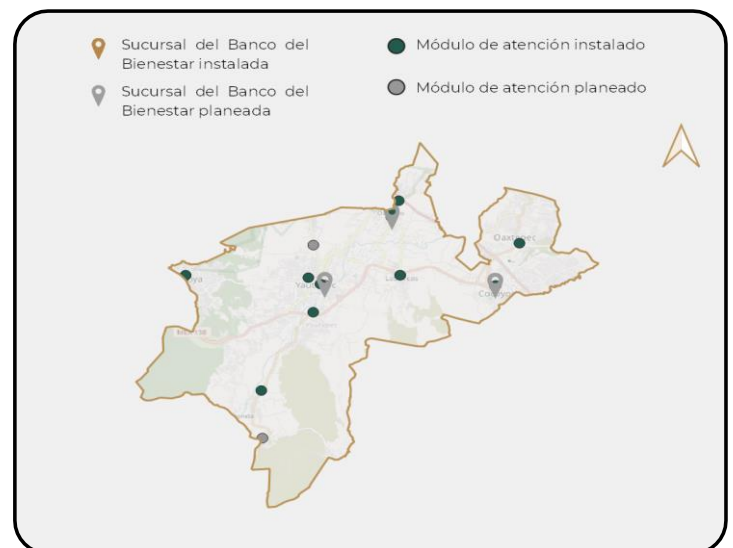 Sucursal del Banco del
Bienestar instalada
Sucursal del Banco del
Bienestar planeada
Módulo de atención instalado
Módulo de atención planeado
Oaxtepec